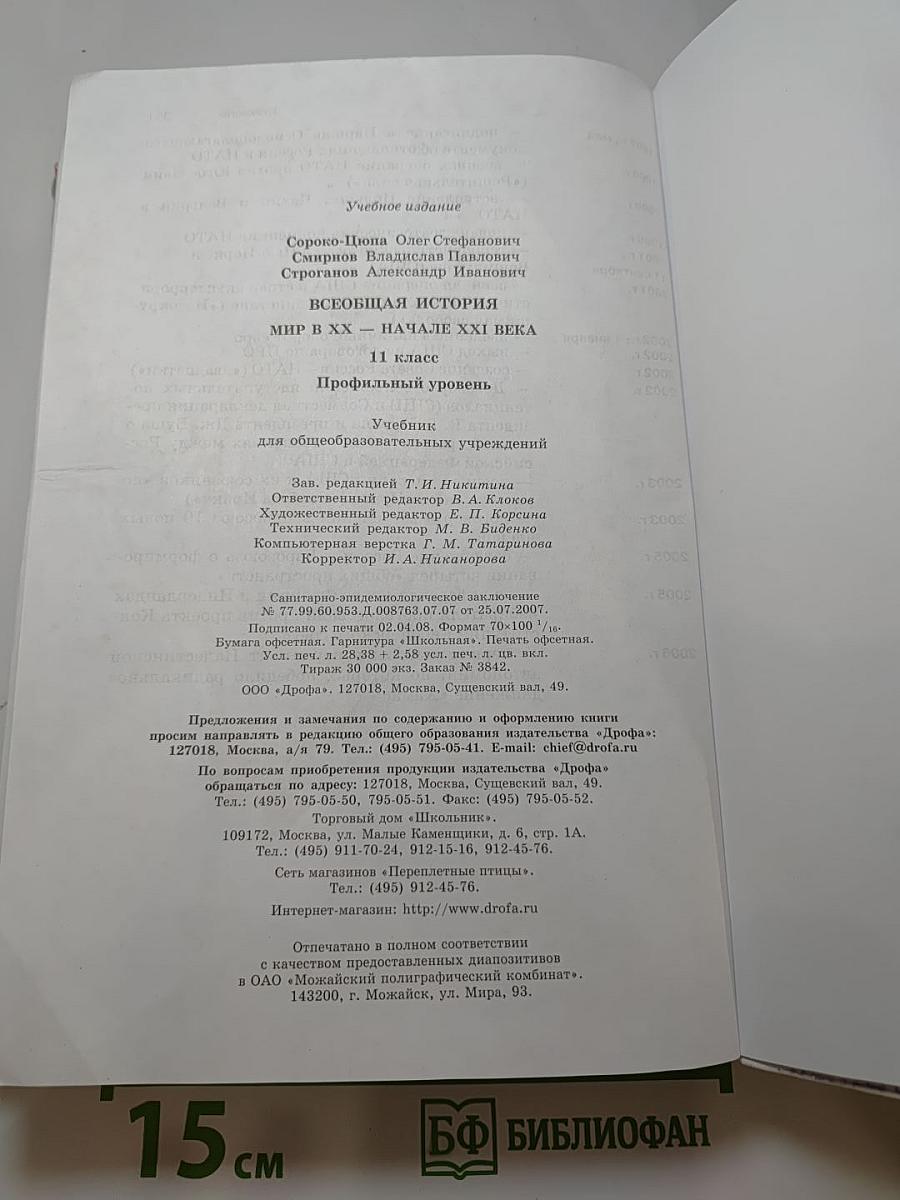 Учебное издание
Сороко-Цюпа Олег Стефанович
Смирнов Владислав Павлович
Строганов Александр Иванович
ВСЕОБЩАЯ ИСТОРИЯ
МИР В XX — НАЧАЛЕ XXI ВЕКА
11 класс
Профильный уровень
Учебник
для общеобразовательных учреждений
Зав. редакцией Т. И. Никитина
Ответственный редактор В. А. Клоков
Художественный редактор Е. П. Корсина
Технический редактор М. В. Биденко
Компьютерная верстка Г. М. Татаринова
Корректор И. А. Никанорова
Санитарно-эпидемиологическое заключение
№ 77.99.60.953.Д.008763.07.07 от 25.07.2007.
Подписано к печати 02.04.08. Формат 70×100 1/16.
Бумага офсетная. Гарнитура «Школьная». Печать офсетная.
Усл. печ. л. 28,38 + 2,58 усл. печ. л. цв. вкл.
Тираж 30 000 экз. Заказ № 3842.
ООО «Дрофа». 127018, Москва, Сущевский вал, 49.
Предложения и замечания по содержанию и оформлению книги
просим направлять в редакцию общего образования издательства «Дрофа»:
127018, Москва, а/я 79. Тел.: (495) 795-05-41. E-mail: chief@drofa.ru
По вопросам приобретения продукции издательства «Дрофа»
обращаться по адресу: 127018, Москва, Сущевский вал, 49.
Тел.: (495) 795-05-50, 795-05-51. Факс: (495) 795-05-52.
Торговый дом «Школьник».
109172, Москва, ул. Малые Каменщики, д. 6, стр. 1А.
Тел.: (495) 911-70-24, 912-15-16, 912-45-76.
Сеть магазинов «Переплетные птицы».
Тел.: (495) 912-45-76.
Интернет-магазин: http://www.drofa.ru
Отпечатано в полном соответствии
с качеством предоставленных диапозитивов
в ОАО «Можайский полиграфический комбинат».
143200, г. Можайск, ул. Мира, 93.
15 см
БФ БИБЛИОФАН